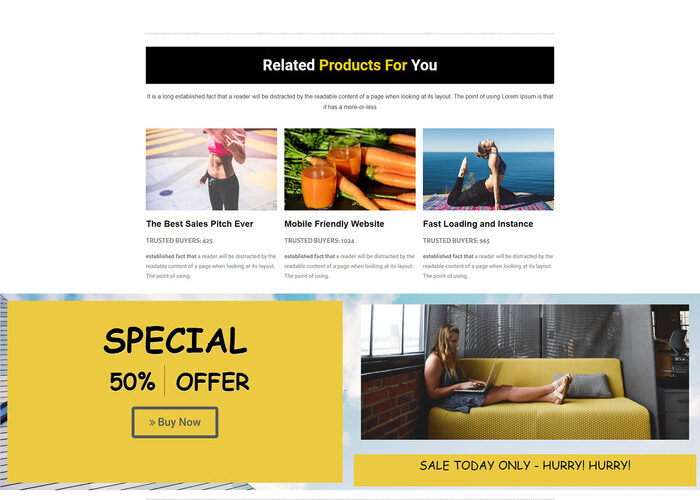 Related Products For You
It is a long established fact that a reader will be distracted by the readable content of a page when looking at its layout. The point of using Lorem Ipsum is that
it has a more-or-less
The Best Sales Pitch Ever
TRUSTED BUYERS: 425
established fact that a reader will be distracted by the
readable content of a page when looking at its layout.
The point of using.
Mobile Friendly Website
TRUSTED BUYERS: 1024
established fact that a reader will be distracted by the
readable content of a page when looking at its layout.
The point of using.
Fast Loading and Instance
TRUSTED BUYERS: 965
established fact that a reader will be distracted by the
readable content of a page when looking at its layout.
The point of using.
SPECIAL
50% OFFER
» Buy Now
SALE TODAY ONLY - HURRY! HURRY!